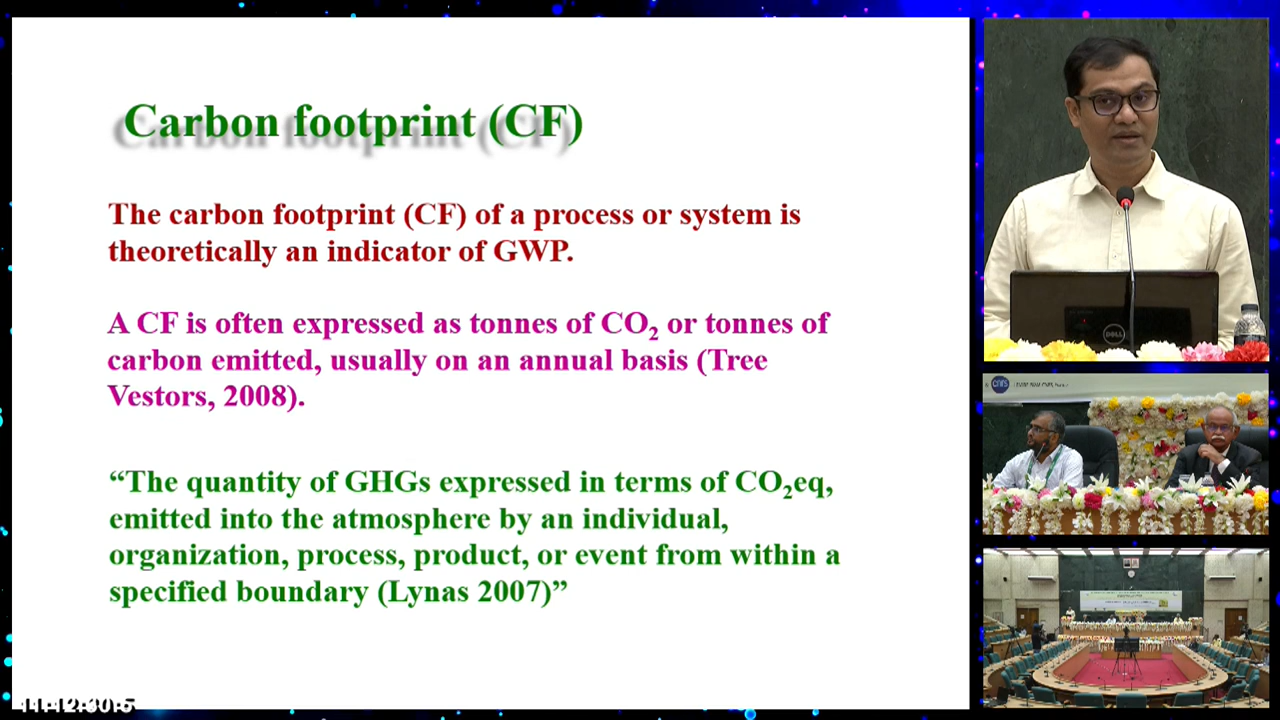 Carbon footprint (CF)
The carbon footprint (CF) of a process or system is
theoretically an indicator of GWP.
A CF is often expressed as tonnes of CO₂ or tonnes of
carbon emitted, usually on an annual basis (Tree
Vestors, 2008).
“The quantity of GHGs expressed in terms of CO₂eq,
emitted into the atmosphere by an individual,
organization, process, product, or event from within a
specified boundary (Lynas 2007)”
DELL